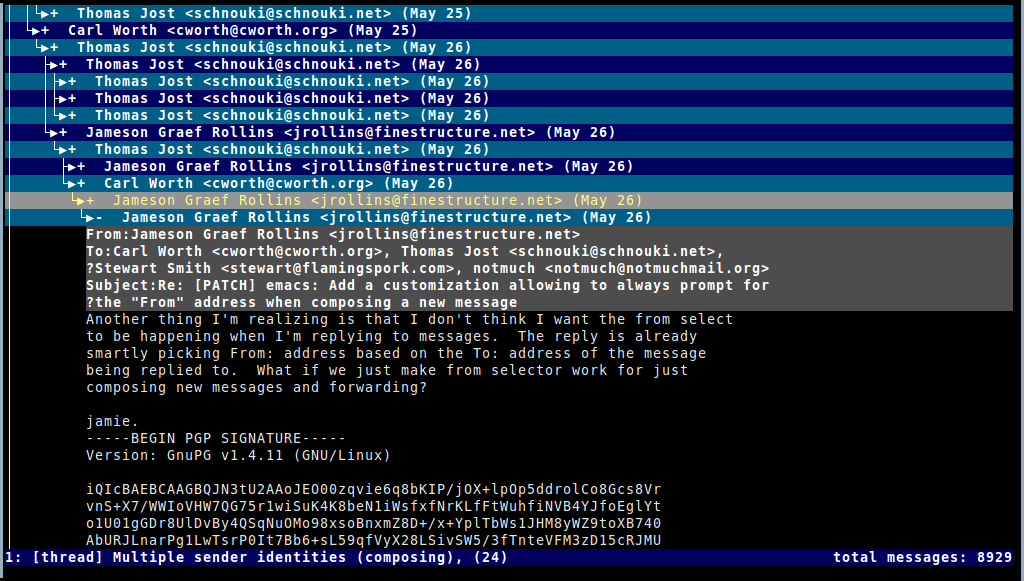 + Thomas Jost <schnouki@schnouki.net> (May 25)
+ Carl Worth <cworth@cworth.org> (May 25)
+ Thomas Jost <schnouki@schnouki.net> (May 26)
+ Thomas Jost <schnouki@schnouki.net> (May 26)
+ Thomas Jost <schnouki@schnouki.net> (May 26)
+ Thomas Jost <schnouki@schnouki.net> (May 26)
+ Thomas Jost <schnouki@schnouki.net> (May 26)
+ Jameson Graef Rollins <jrollins@finestructure.net> (May 26)
+ Thomas Jost <schnouki@schnouki.net> (May 26)
+ Jameson Graef Rollins <jrollins@finestructure.net> (May 26)
+ Carl Worth <cworth@cworth.org> (May 26)
+ Jameson Graef Rollins <jrollins@finestructure.net> (May 26)
- Jameson Graef Rollins <jrollins@finestructure.net> (May 26)
From:Jameson Graef Rollins <jrollins@finestructure.net>
To:Carl Worth <cworth@cworth.org>, Thomas Jost <schnouki@schnouki.net>,
?Stewart Smith <stewart@flamingspork.com>, notmuch <notmuch@notmuchmail.org>
Subject:Re: [PATCH] emacs: Add a customization allowing to always prompt for
?the "From" address when composing a new message
Another thing I'm realizing is that I don't think I want the from select
to be happening when I'm replying to messages.  The reply is already
smartly picking From: address based on the To: address of the message
being replied to.  What if we just make from selector work for just
composing new messages and forwarding?
jamie.
-----BEGIN PGP SIGNATURE-----
Version: GnuPG v1.4.11 (GNU/Linux)
iQIcBAEBCAAGBQJN3tU2AAoJEO00zqvie6q8bKIP/jOX+lpOp5ddrolCo8Gcs8Vr
vnS+X7/WWIoVHW7QG75r1wiSuK4K8beN1iWsfxfNrKLfFtWuhfiNVB4YJfoEglYt
o1U01gGDr8UlDvBy4QSqNuOMo98xsoBnxmZ8D+/x+YplTbWs1JHM8yWZ9toXB740
AbURJLnarPg1LwTsrP0It7Bb6+sL59qfVyX28LSivSW5/3fTnteVFM3zD15cRJMU
1: [thread] Multiple sender identities (composing), (24) total messages: 8929